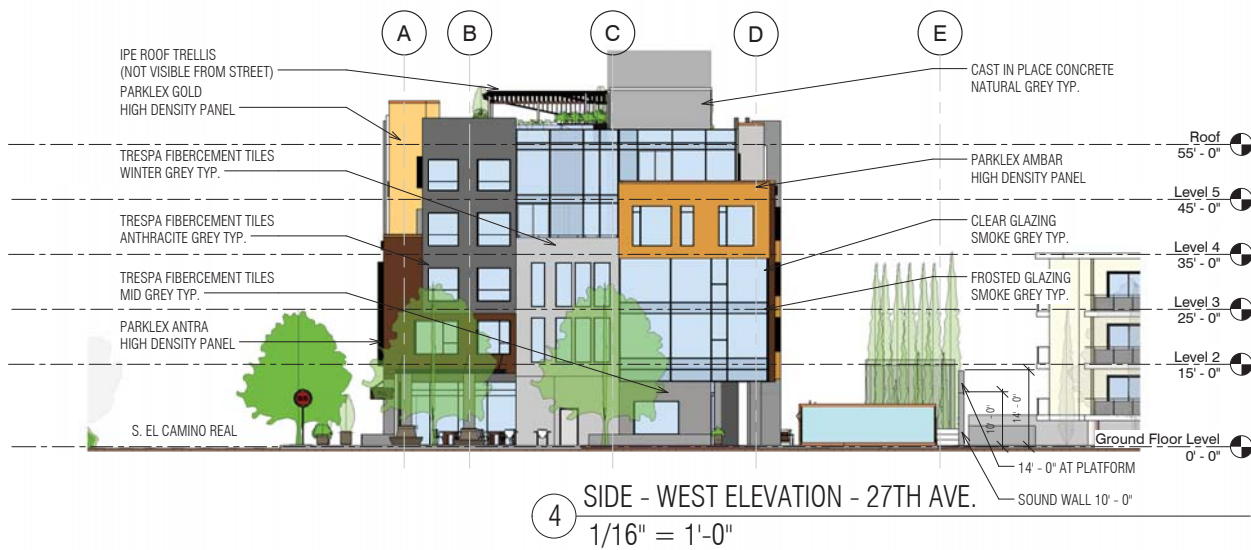 A
B
C
D
E
IPE ROOF TRELLIS
(NOT VISIBLE FROM STREET)
PARKLEX GOLD
HIGH DENSITY PANEL
TRESPA FIBERCEMENT TILES
WINTER GREY TYP.
TRESPA FIBERCEMENT TILES
ANTHRACITE GREY TYP.
TRESPA FIBERCEMENT TILES
MID GREY TYP.
PARKLEX ANTRA
HIGH DENSITY PANEL
S. EL CAMINO REAL
CAST IN PLACE CONCRETE
NATURAL GREY TYP.
PARKLEX AMBAR
HIGH DENSITY PANEL
CLEAR GLAZING
SMOKE GREY TYP.
FROSTED GLAZING
SMOKE GREY TYP.
Roof
55' - 0"
Level 5
45' - 0"
Level 4
35' - 0"
Level 3
25' - 0"
Level 2
15' - 0"
10' - 0"
14' - 0"
Ground Floor Level
0' - 0"
14' - 0" AT PLATFORM
SOUND WALL 10' - 0"
4
SIDE - WEST ELEVATION - 27TH AVE.
1/16" = 1'-0"